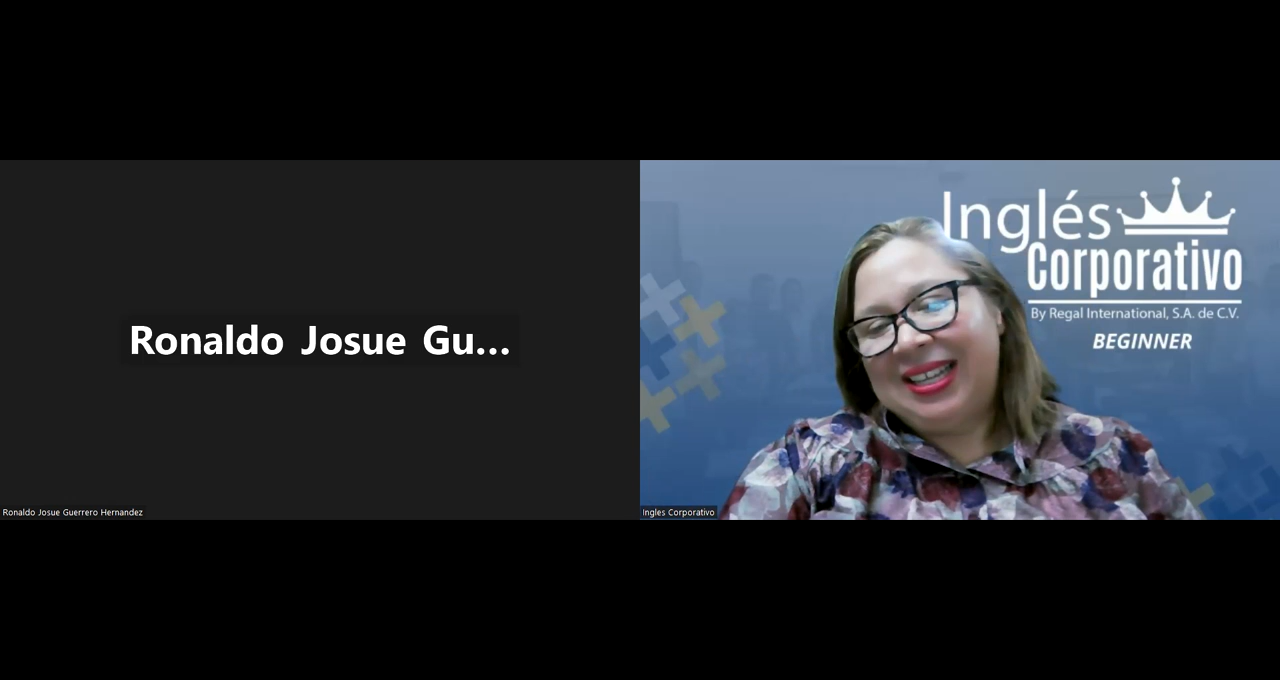 Ronaldo Josue Gu...
Ronaldo Josue Guerrero Hernandez
Inglés
Corporativo
By Regal International, S.A. de C.V.
BEGINNER
Ingles Corporativo